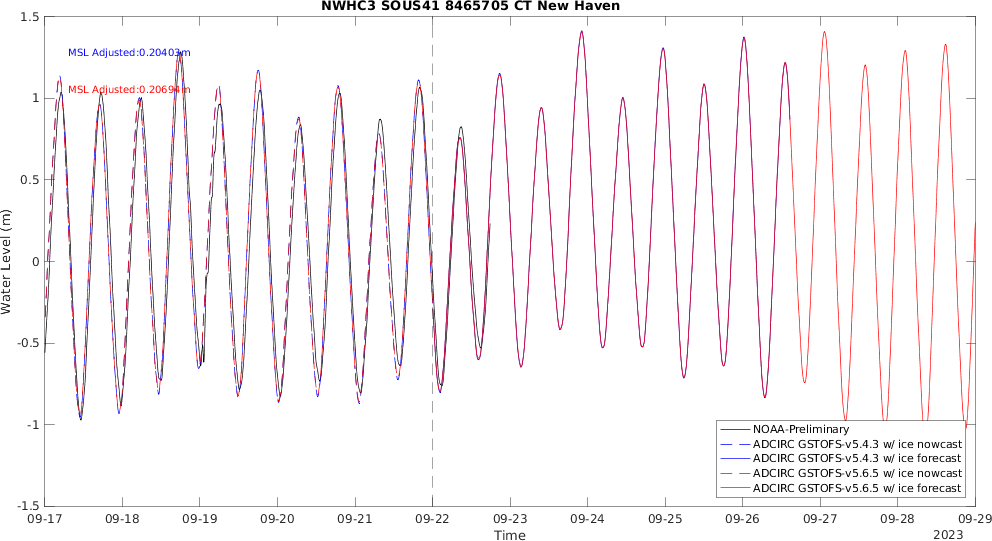 NWHC3 SOUS41 8465705 CT New Haven
1.5
1
0.5
0
-0.5
-1
-1.5
Water Level (m)
MSL Adjusted:0.20403m
MSL Adjusted:0.20694m
NOAA-Preliminary
ADCIRC GSTOFS-v5.4.3 w/ ice nowcast
ADCIRC GSTOFS-v5.4.3 w/ ice forecast
ADCIRC GSTOFS-v5.6.5 w/ ice nowcast
ADCIRC GSTOFS-v5.6.5 w/ ice forecast
09-17 09-18 09-19 09-20 09-21 09-22 09-23 09-24 09-25 09-26 09-27 09-28 09-29
Time
2023